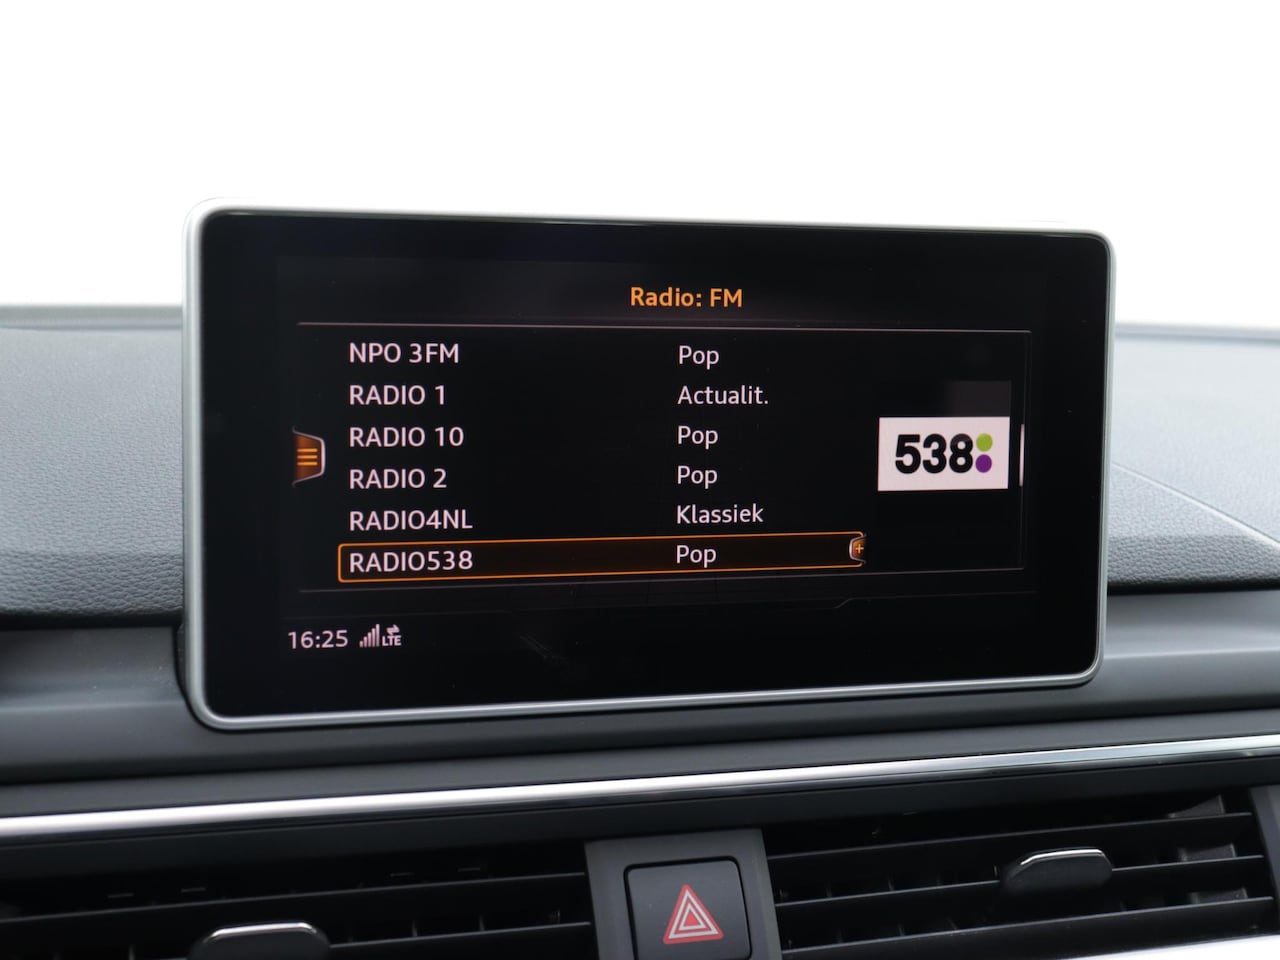 Radio: FM
NPO 3FM Pop
RADIO 1 Actualit.
RADIO 10 Pop
RADIO 2 Pop
RADIO4NL Klassiek
RADIO538 Pop
538
16:25 LTE